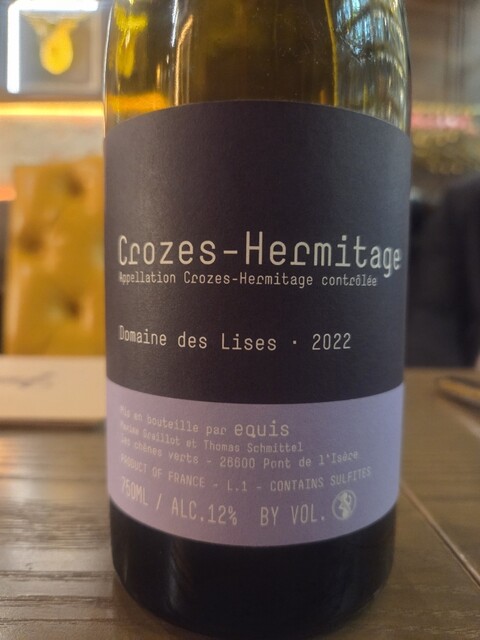 Crozes-Hermitage
Appellation Crozes-Hermitage contrôlée
Domaine des Lises · 2022
Mis en bouteille par equis
Maxime Graillot et Thomas Schmittel
Les chênes verts - 26600 Pont de l'Isère
PRODUCT OF FRANCE - L.1 - CONTAINS SULFITES
750ML / ALC.12% BY VOL.